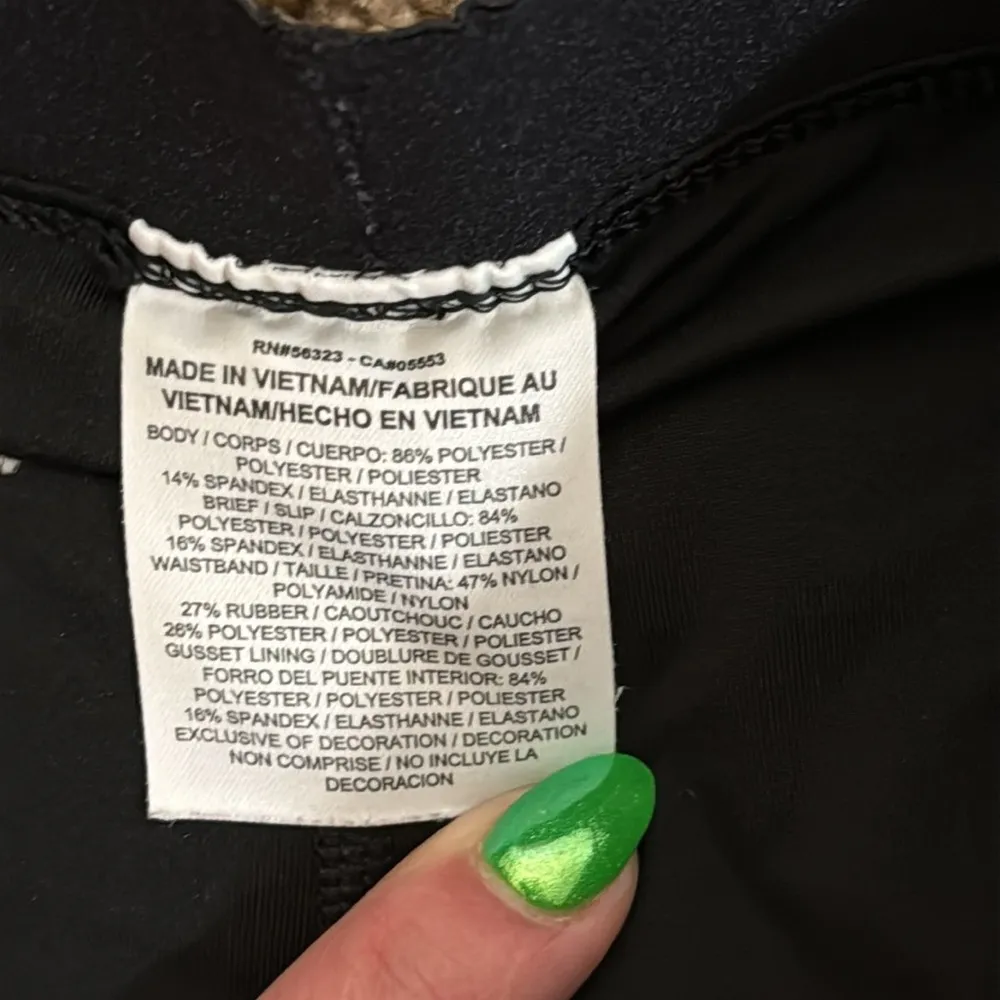 RN#56323 - CA#05553
MADE IN VIETNAM/FABRIQUE AU
VIETNAM/HECHO EN VIETNAM
BODY / CORPS / CUERPO: 86% POLYESTER /
POLYESTER / POLIESTER
14% SPANDEX / ELASTHANNE / ELASTANO
BRIEF / SLIP / CALZONCILLO: 84%
POLYESTER / POLYESTER / POLIESTER
16% SPANDEX / ELASTHANNE / ELASTANO
WAISTBAND / TAILLE / PRETINA: 47% NYLON /
POLYAMIDE / NYLON
27% RUBBER / CAOUTCHOUC / CAUCHO
26% POLYESTER / POLYESTER / POLIESTER
GUSSET LINING / DOUBLURE DE GOUSSET /
FORRO DEL PUENTE INTERIOR: 84%
POLYESTER / POLYESTER / POLIESTER
16% SPANDEX / ELASTHANNE / ELASTANO
EXCLUSIVE OF DECORATION / DECORATION
NON COMPRISE / NO INCLUYE LA
DECORACION